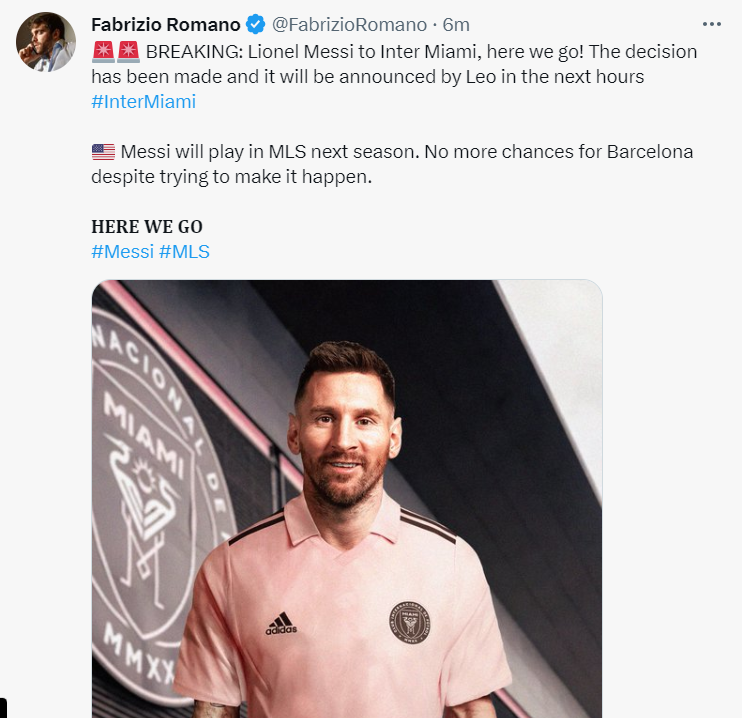 Fabrizio Romano @FabrizioRomano · 6m
🚨🚨 BREAKING: Lionel Messi to Inter Miami, here we go! The decision
has been made and it will be announced by Leo in the next hours
#InterMiami
🇺🇸 Messi will play in MLS next season. No more chances for Barcelona
despite trying to make it happen.
HERE WE GO
#Messi #MLS
NACIONAL DE
MIAMI
MMXX
adidas
MIAMI